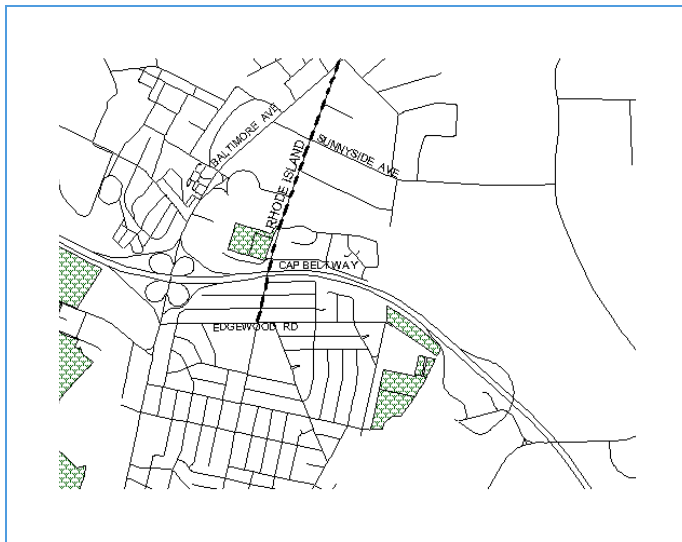 BALTIMORE AVE
SUNNYSIDE AVE
RHODE ISLAND
CAP BELTWAY
EDGEWOOD RD